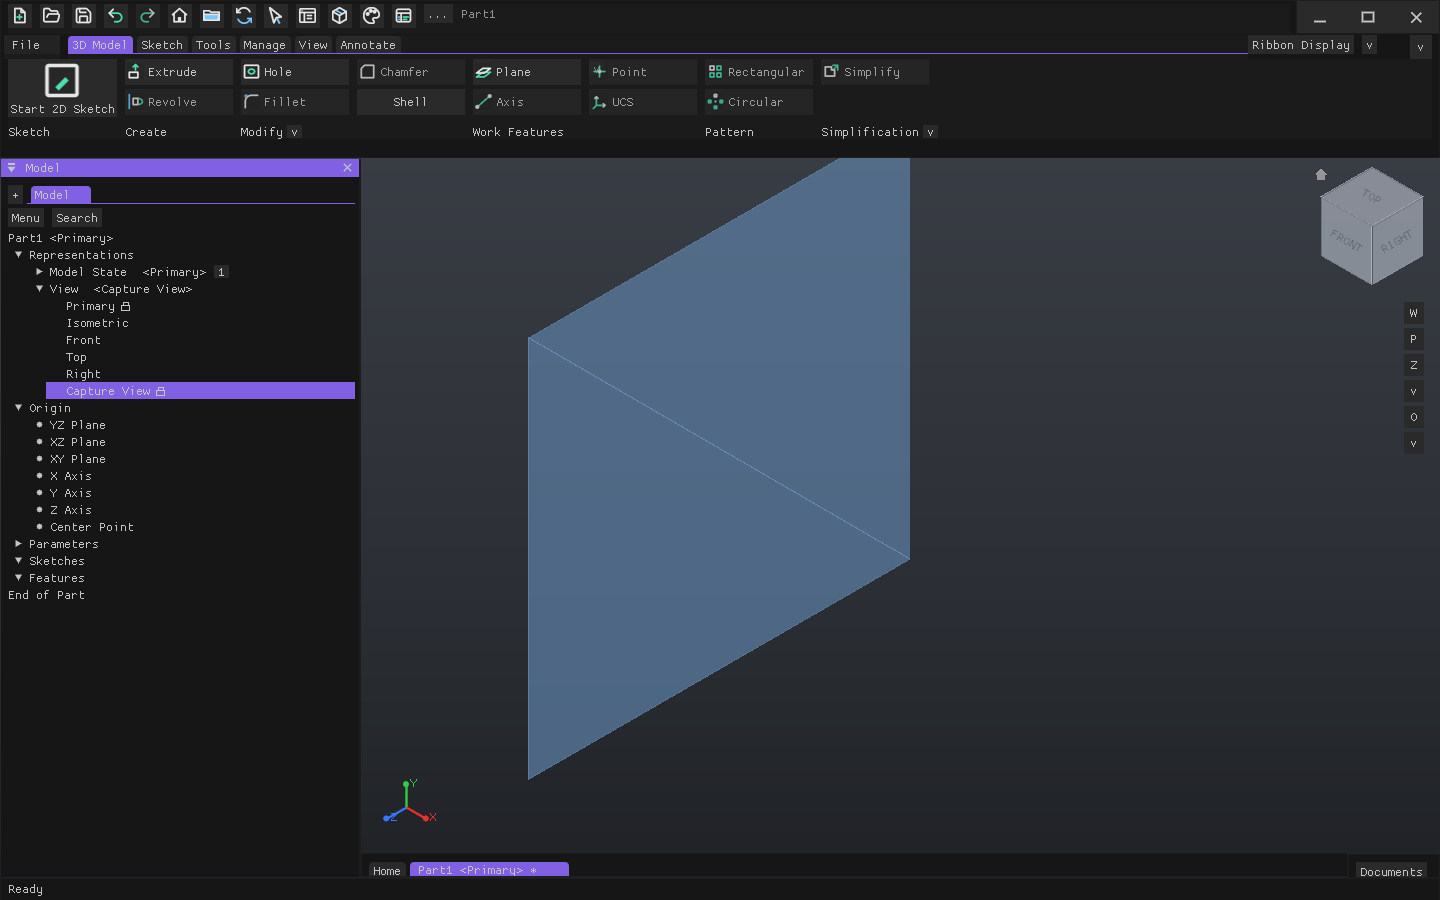 ... Part1
File 3D Model Sketch Tools Manage View Annotate Ribbon Display v v
Start 2D Sketch
Extrude
Revolve
Hole
Fillet
Chamfer
Shell
Plane
Axis
Point
UCS
Rectangular
Circular
Simplify
Sketch Create Modify v Work Features Pattern Simplification v
Model
+ Model
Menu Search
Part1 <Primary>
Representations
Model State <Primary> 1
View <Capture View>
Primary
Isometric
Front
Top
Right
Capture View
Origin
YZ Plane
XZ Plane
XY Plane
X Axis
Y Axis
Z Axis
Center Point
Parameters
Sketches
Features
End of Part
TOP
FRONT RIGHT
W
P
Z
v
O
v
Y
Z X
Home Part1 <Primary> * Documents
Ready